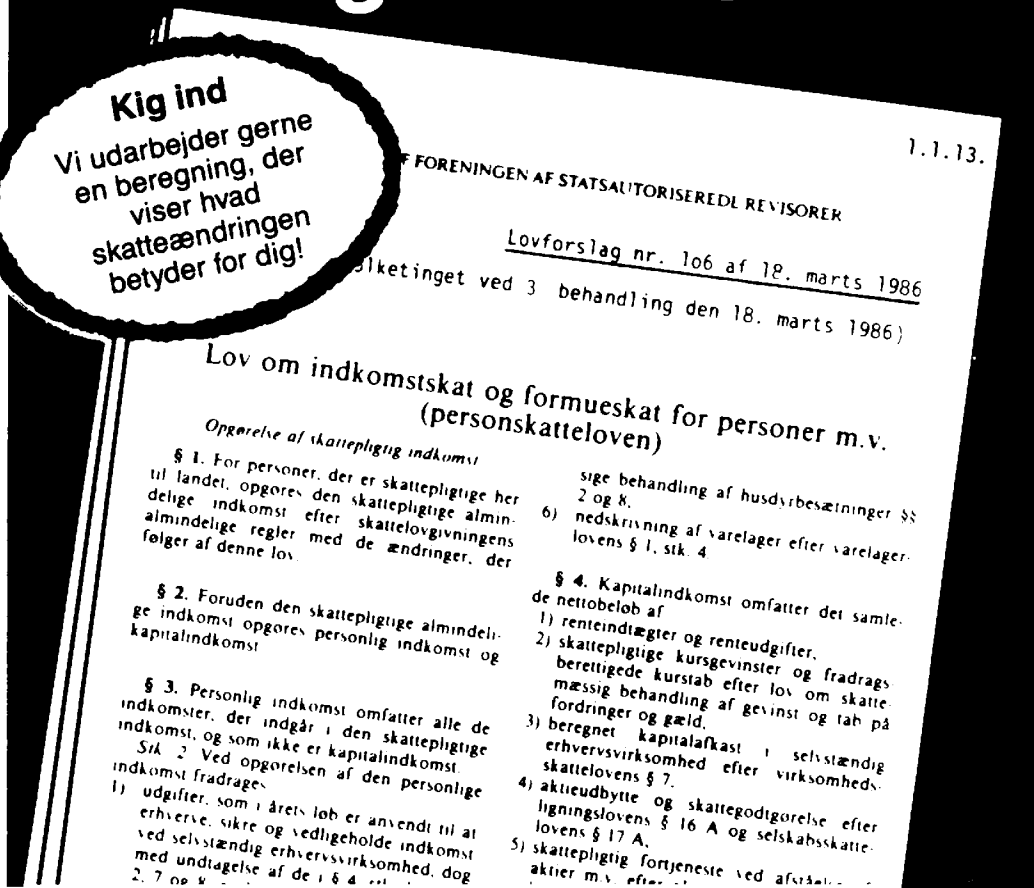 Kig ind
Vi udarbejder gerne
en beregning, der
viser hvad
skatteændringen
betyder for dig!
1.1.13.
FORENINGEN AF STATSAUTORISEREDE REVISORER
Lovforslag nr. 1o6 af 18. marts 1986
lketinget ved 3 behandling den 18. marts 1986)
Lov om indkomstskat og formueskat for personer m.v.
(personskatteloven)
Opgørelse af skattepligtig indkomst
§ 1. For personer, der er skattepligtige her
til landet, opgøres den skattepligtige almin-
delige indkomst efter skattelovgivningens
almindelige regler med de ændringer, der
følger af denne lov.
§ 2. Foruden den skattepligtige almindeli-
ge indkomst opgøres personlig indkomst og
kapitalindkomst
§ 3. Personlig indkomst omfatter alle de
indkomster, der indgår i den skattepligtige
indkomst, og som ikke er kapitalindkomst.
Stk. 2 Ved opgørelsen af den personlige
indkomst fradrages
1) udgifter, som i årets løb er anvendt til at
erhverve, sikre og vedligeholde indkomst
ved selvstændig erhvervsvirksomhed, dog
med undtagelse af de i § 4, stk.
2, 7 og 8
sige behandling af husdyrbesætninger §§
2 og 8,
6) nedskrivning af varelager efter varelager-
lovens § 1, stk. 4
§ 4. Kapitalindkomst omfatter det samle-
de nettobeløb af
1) renteindtægter og renteudgifter,
2) skattepligtige kursgevinster og fradrags-
berettigede kurstab efter lov om skatte-
mæssig behandling af gevinst og tab på
fordringer og gæld,
3) beregnet kapitalafkast i selvstændig
erhvervsvirksomhed efter virksomheds-
skattelovens § 7,
4) aktieudbytte og skattegodtgørelse efter
ligningslovens § 16 A og selskabsskatte-
lovens § 17 A,
5) skattepligtig fortjeneste ved afståelse
aktier m.v. efter